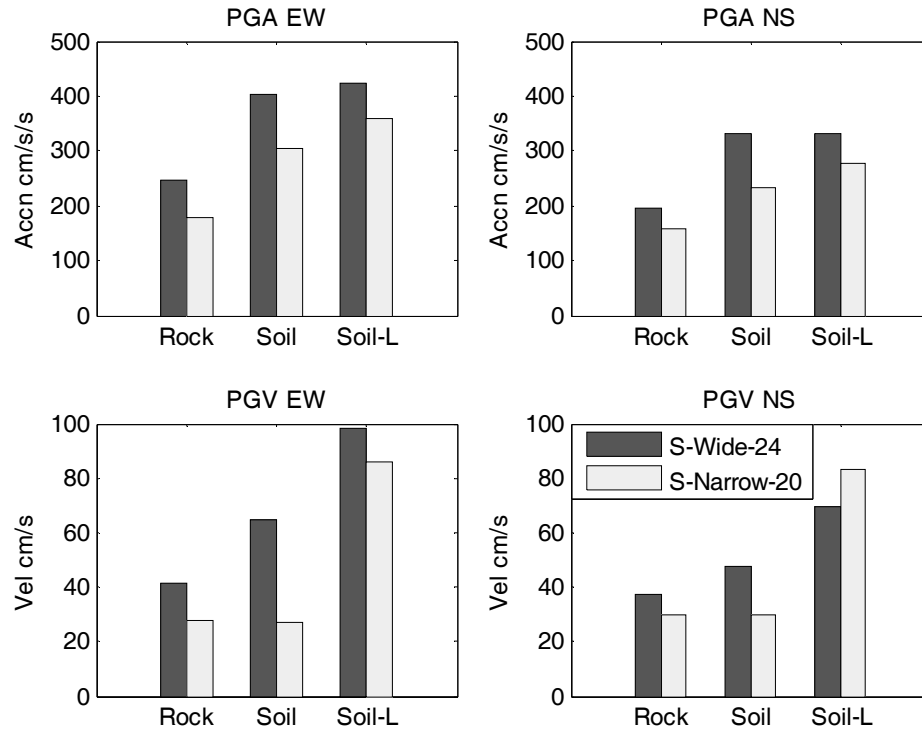 PGA EW
500
400
300
200
100
0
Accn cm/s/s
Rock Soil Soil-L
PGA NS
500
400
300
200
100
0
Accn cm/s/s
Rock Soil Soil-L
PGV EW
100
80
60
40
20
0
Vel cm/s
Rock Soil Soil-L
PGV NS
100
80
60
40
20
0
Vel cm/s
S-Wide-24
S-Narrow-20
Rock Soil Soil-L